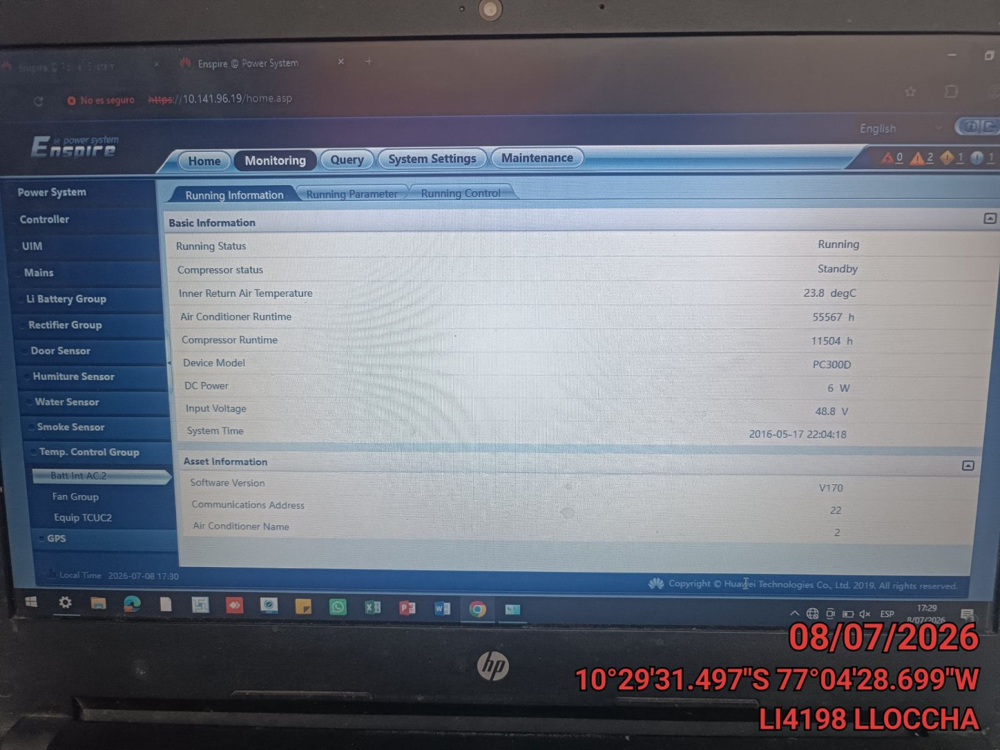 Enspire © Power System
No es seguro https://10.141.96.19/home.asp
English
Enspire power system
Home Monitoring Query System Settings Maintenance
0 2 1 1
Power System
Controller
UIM
Mains
Li Battery Group
Rectifier Group
Door Sensor
Humiture Sensor
Water Sensor
Smoke Sensor
Temp. Control Group
Batt Int AC.2
Fan Group
Equip TCUC2
GPS
Running Information Running Parameter Running Control
Basic Information
Running Status Running
Compressor status Standby
Inner Return Air Temperature 23.8 degC
Air Conditioner Runtime 55567 h
Compressor Runtime 11504 h
Device Model PC300D
DC Power 6 W
Input Voltage 48.8 V
System Time 2016-05-17 22:04:18
Asset Information
Software Version V170
Communications Address 22
Air Conditioner Name 2
Local Time 2026-07-08 17:30
Copyright © Huawei Technologies Co., Ltd. 2019. All rights reserved.
ESP
17:29
8/07/2026
hp
08/07/2026
10°29'31.497"S 77°04'28.699"W
LI4198 LLOCCHA